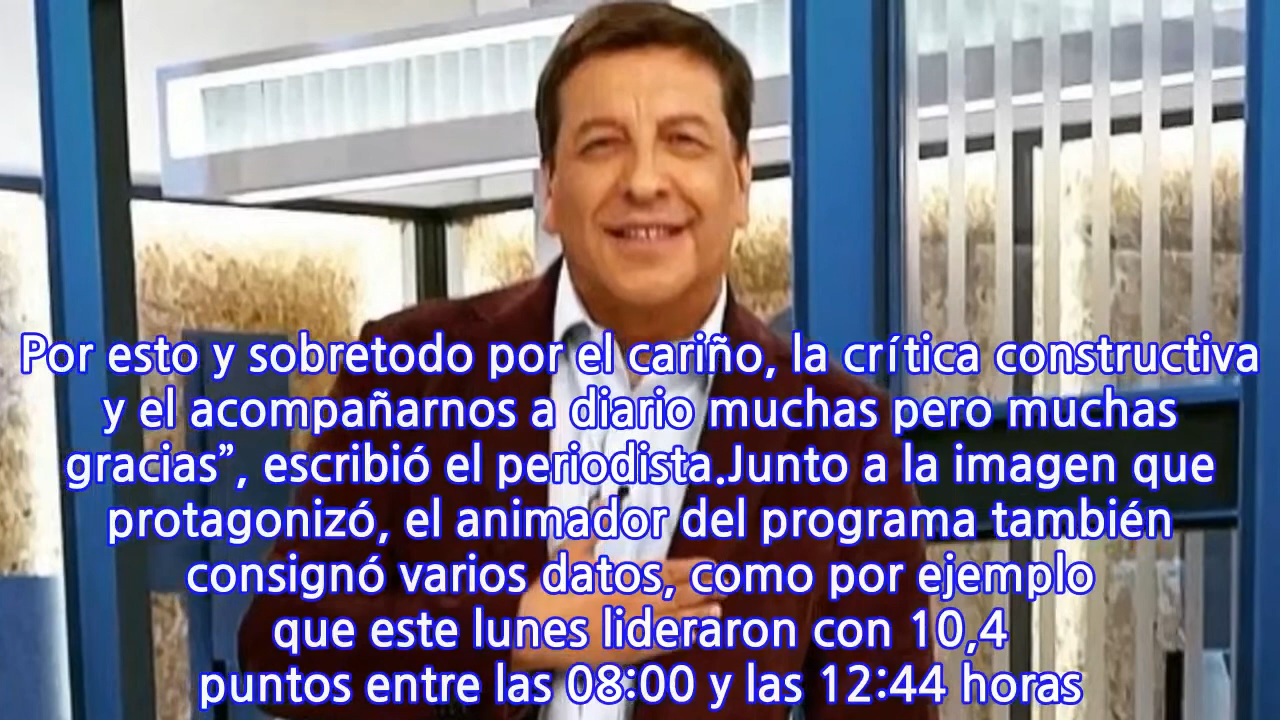 Por esto y sobretodo por el cariño, la crítica constructiva
y el acompañarnos a diario muchas pero muchas
gracias”, escribió el periodista.Junto a la imagen que
protagonizó, el animador del programa también
consignó varios datos, como por ejemplo
que este lunes lideraron con 10,4
puntos entre las 08:00 y las 12:44 horas